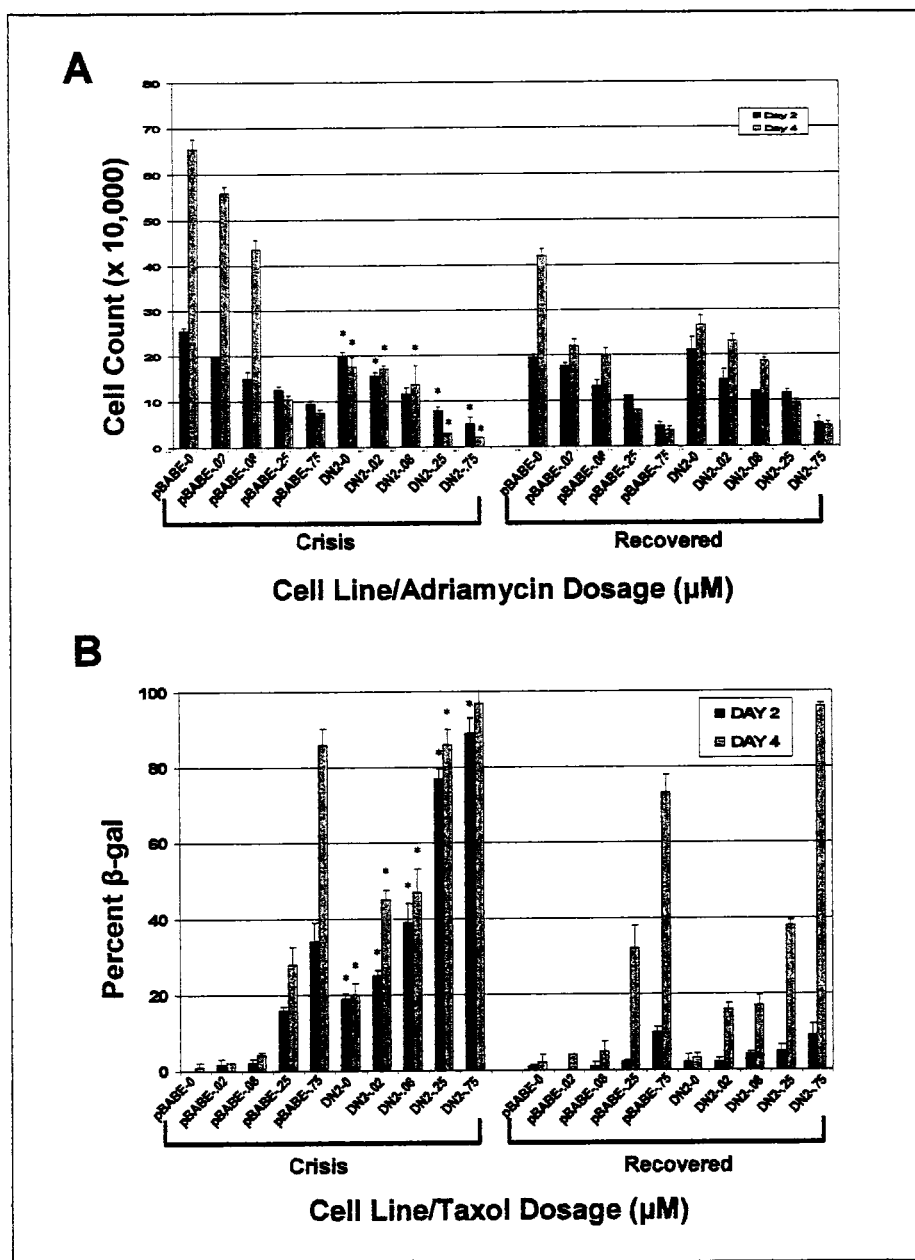 A
80
70
60
50
40
30
20
10
0
Cell Count (x 10,000)
Day 2
Day 4
* * * * * * * * *
pBABE-0 pBABE-.02 pBABE-.08 pBABE-.25 pBABE-.75 DN2-0 DN2-.02 DN2-.08 DN2-.25 DN2-.75 pBABE-0 pBABE-.02 pBABE-.08 pBABE-.25 pBABE-.75 DN2-0 DN2-.02 DN2-.08 DN2-.25 DN2-.75
Crisis Recovered
Cell Line/Adriamycin Dosage (µM)
B
100
80
60
40
20
0
Percent β-gal
DAY 2
DAY 4
* * * * * * * * *
pBABE-0 pBABE-.02 pBABE-.08 pBABE-.25 pBABE-.75 DN2-0 DN2-.02 DN2-.08 DN2-.25 DN2-.75 pBABE-0 pBABE-.02 pBABE-.08 pBABE-.25 pBABE-.75 DN2-0 DN2-.02 DN2-.08 DN2-.25 DN2-.75
Crisis Recovered
Cell Line/Taxol Dosage (µM)